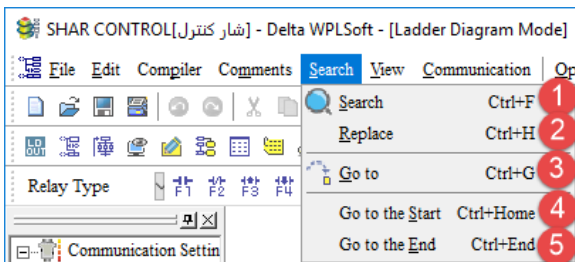 SHAR CONTROL[شار کنترل] - Delta WPLSoft - [Ladder Diagram Mode]
File Edit Compiler Comments Search View Communication
Search Ctrl+F 1
Replace Ctrl+H 2
Go to Ctrl+G 3
Go to the Start Ctrl+Home 4
Go to the End Ctrl+End 5
LD OUT
Relay Type F1 F2 F3 F4
Communication Settin